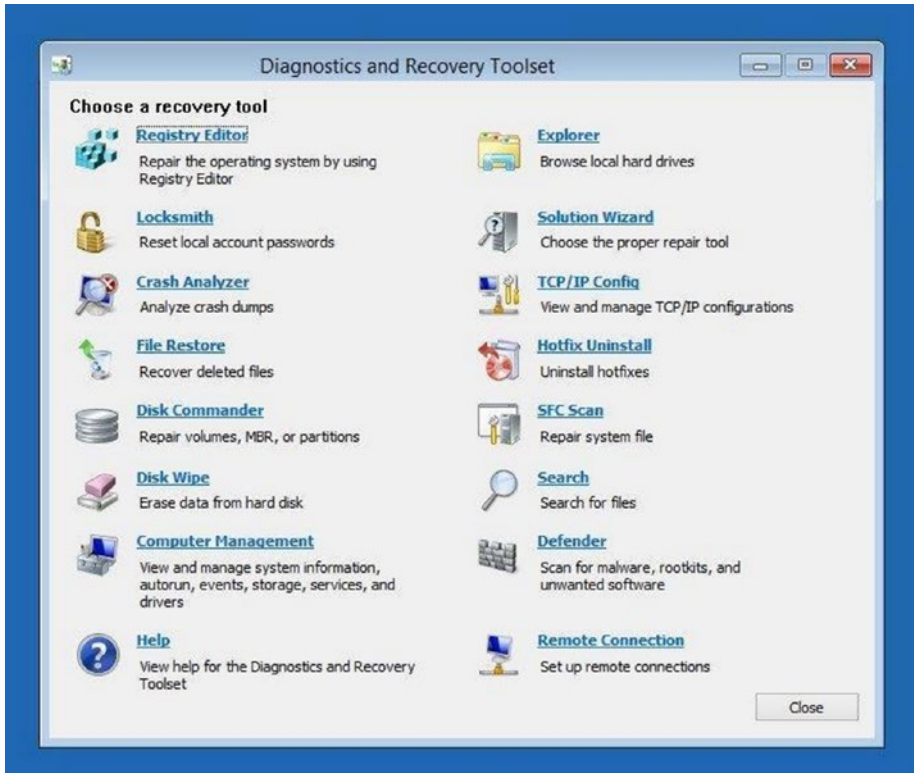 Diagnostics and Recovery Toolset
Choose a recovery tool
Registry Editor
Repair the operating system by using
Registry Editor
Locksmith
Reset local account passwords
Crash Analyzer
Analyze crash dumps
File Restore
Recover deleted files
Disk Commander
Repair volumes, MBR, or partitions
Disk Wipe
Erase data from hard disk
Computer Management
View and manage system information,
autorun, events, storage, services, and
drivers
Help
View help for the Diagnostics and Recovery
Toolset
Explorer
Browse local hard drives
Solution Wizard
Choose the proper repair tool
TCP/IP Config
View and manage TCP/IP configurations
Hotfix Uninstall
Uninstall hotfixes
SFC Scan
Repair system file
Search
Search for files
Defender
Scan for malware, rootkits, and
unwanted software
Remote Connection
Set up remote connections
Close